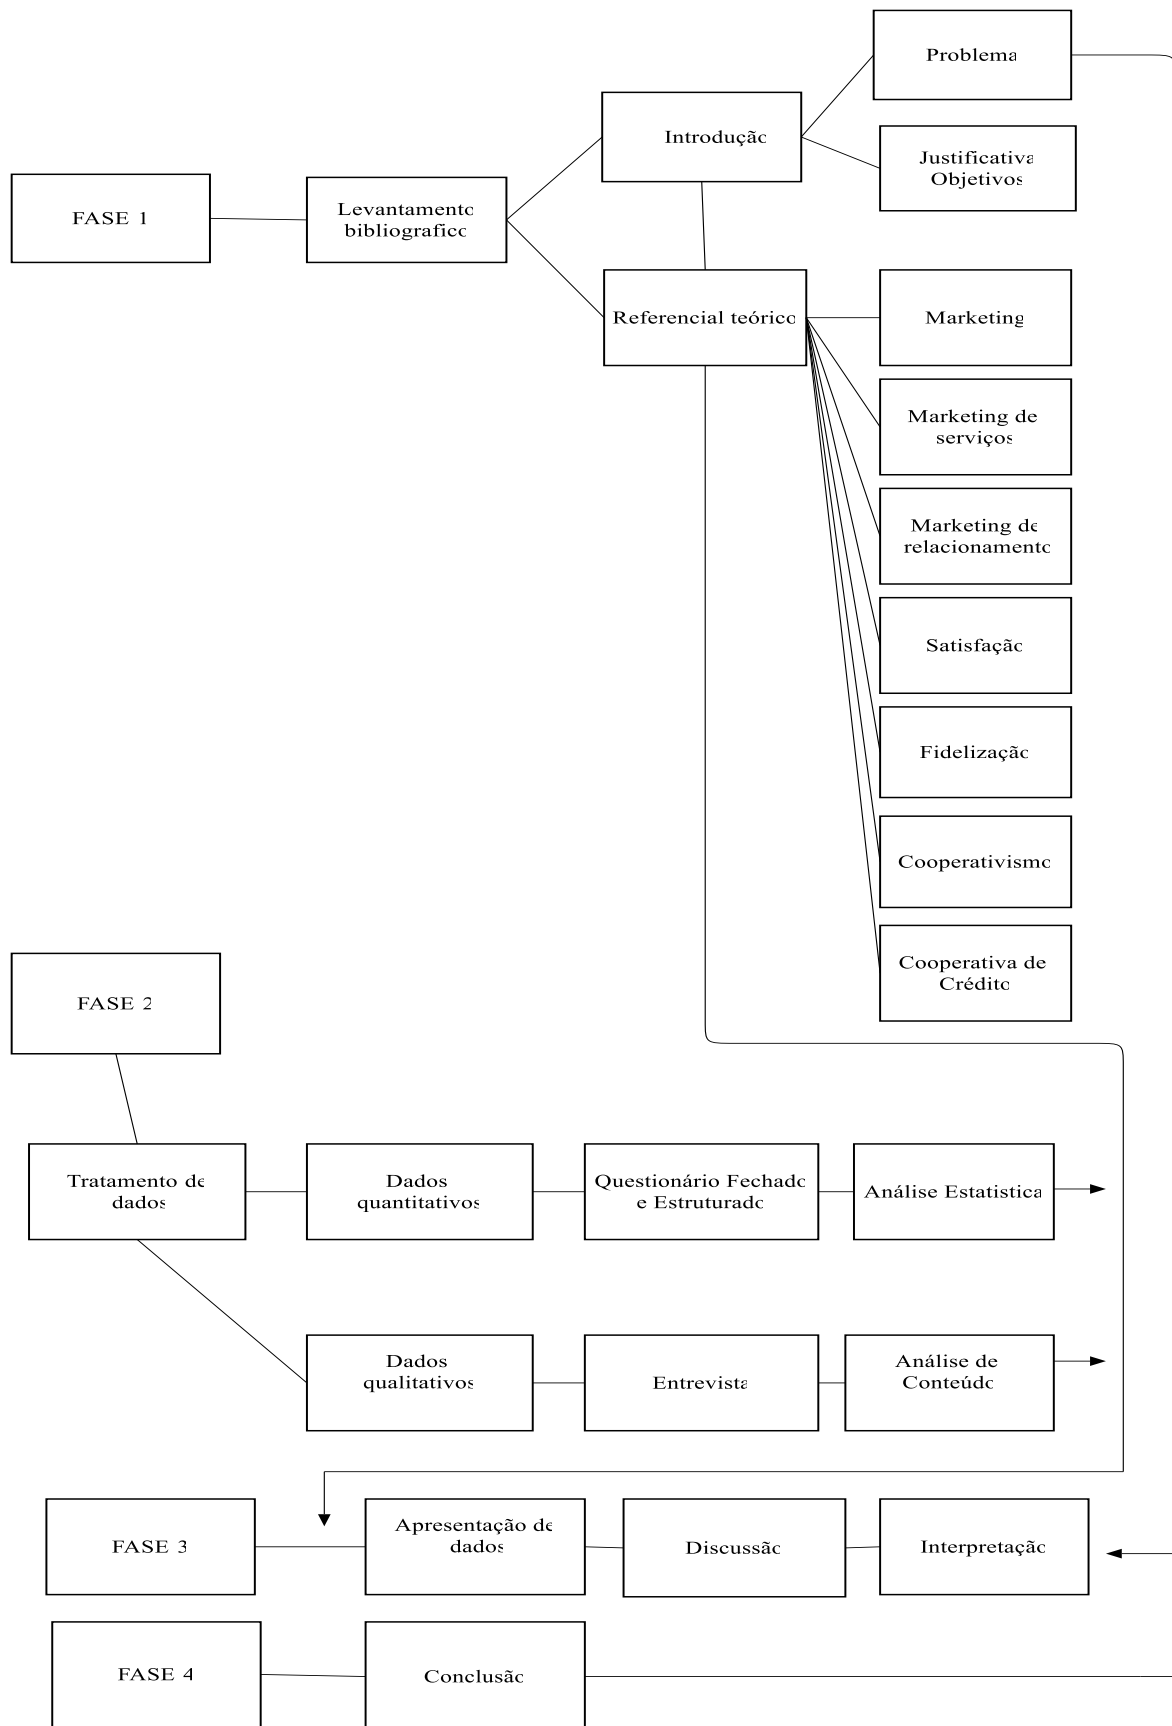 Problema
Introdução
Justificativa
Objetivos
FASE 1
Levantamento
bibliografico
Referencial teórico
Marketing
Marketing de
serviços
Marketing de
relacionamento
Satisfação
Fidelização
Cooperativismo
Cooperativa de
Crédito
FASE 2
Tratamento de
dados
Dados
quantitativos
Questionário Fechado
e Estruturado
Análise Estatistica
Dados
qualitativos
Entrevista
Análise de
Conteúdo
FASE 3
Apresentação de
dados
Discussão
Interpretação
FASE 4
Conclusão